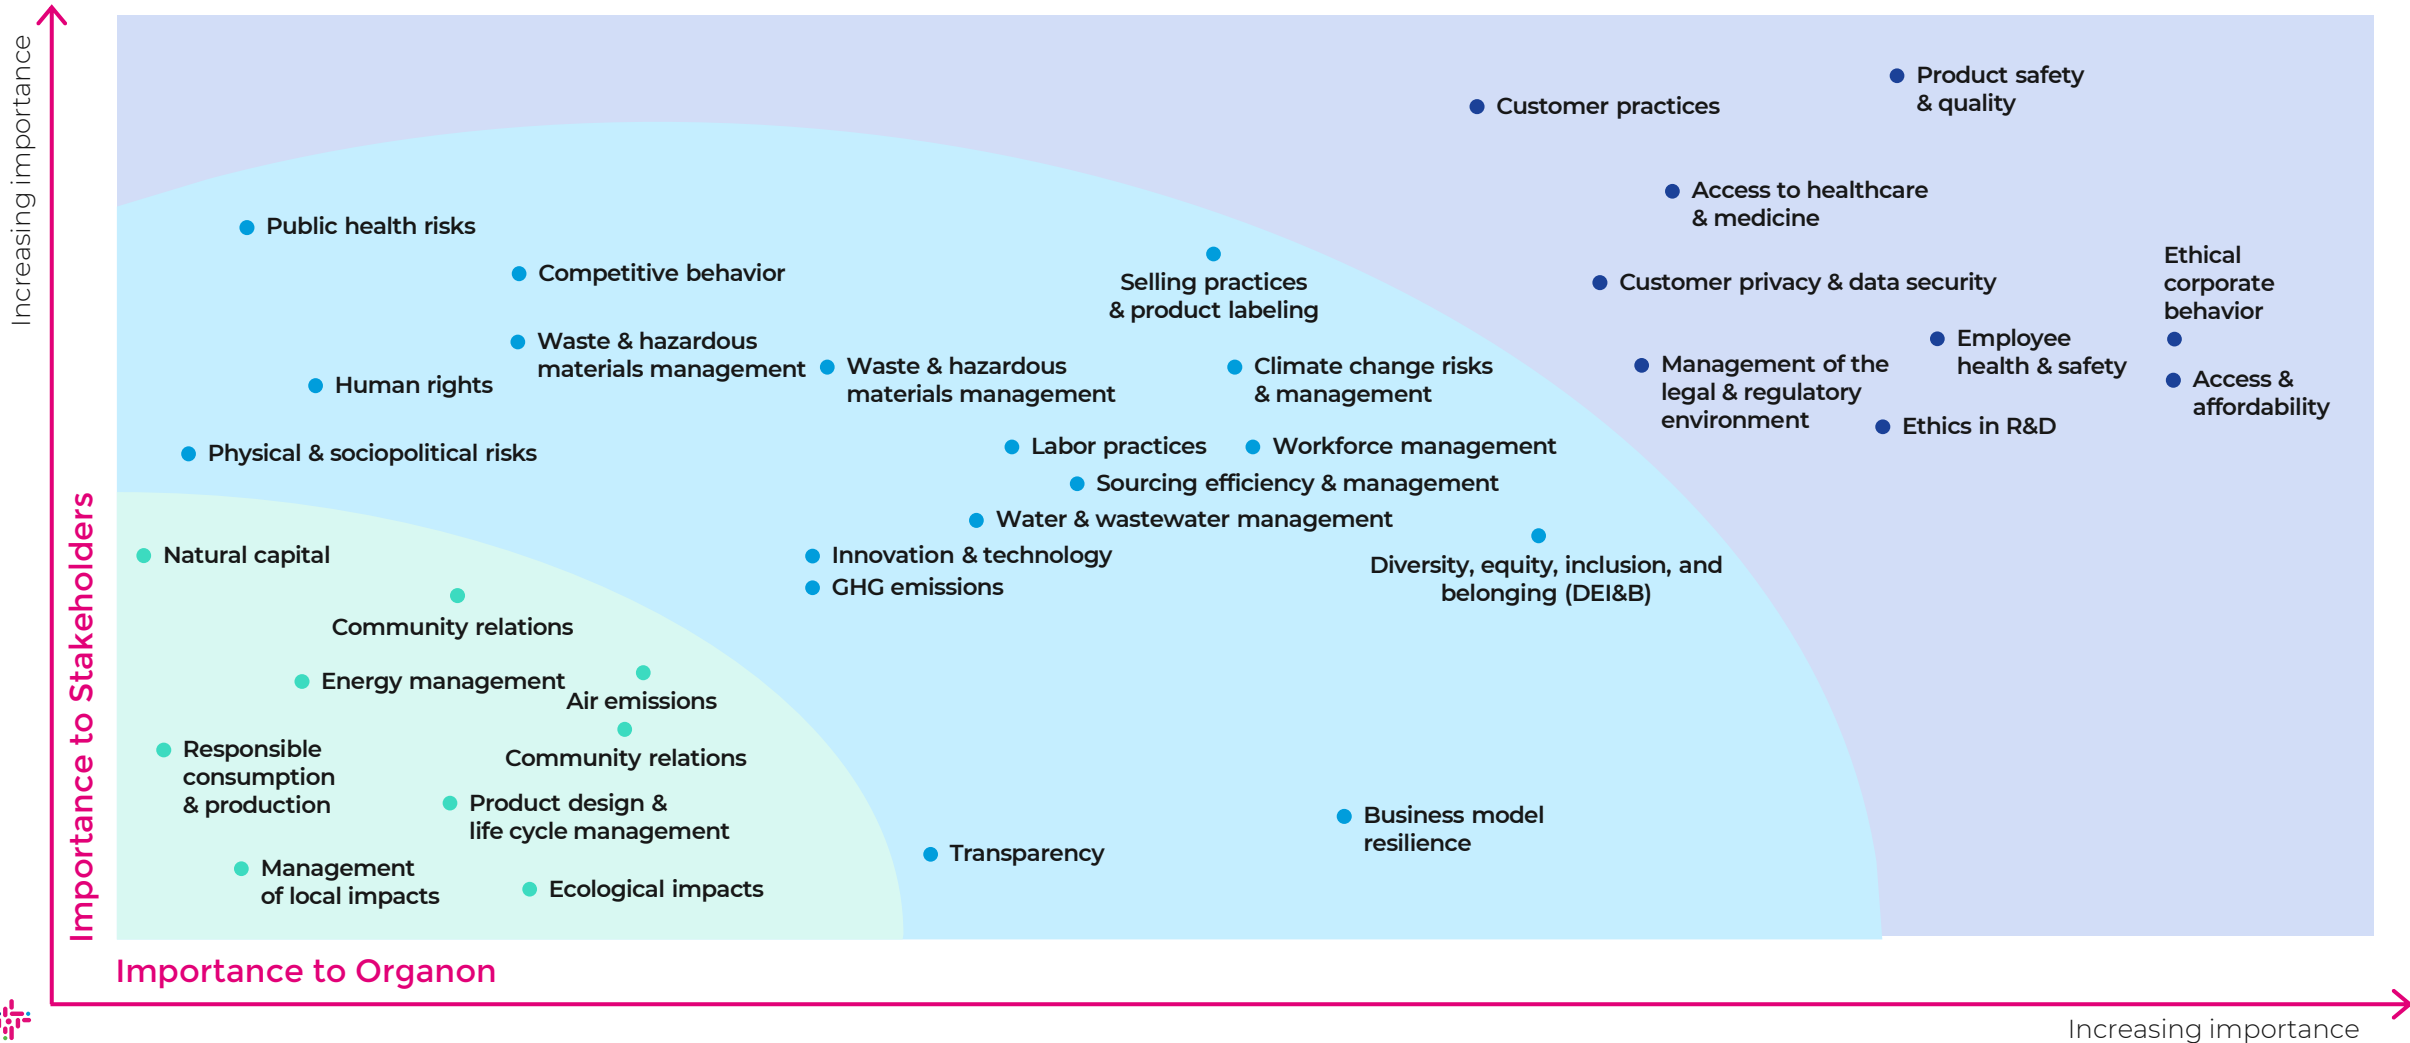 Increasing importance
Importance to Stakeholders
Product safety
& quality
Customer practices
Access to healthcare
& medicine
Public health risks
Competitive behavior
Selling practices
& product labeling
Customer privacy & data security
Ethical
corporate
behavior
Waste & hazardous
materials management
Waste & hazardous
materials management
Climate change risks
& management
Management of the
legal & regulatory
environment
Employee
health & safety
Access &
affordability
Human rights
Ethics in R&D
Physical & sociopolitical risks
Labor practices
Workforce management
Sourcing efficiency & management
Water & wastewater management
Innovation & technology
GHG emissions
Diversity, equity, inclusion, and
belonging (DEI&B)
Natural capital
Community relations
Energy management
Air emissions
Community relations
Responsible
consumption
& production
Product design &
life cycle management
Management
of local impacts
Ecological impacts
Transparency
Business model
resilience
Importance to Organon
Increasing importance